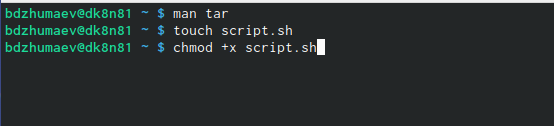 bdzhumaev@dk8n81 ~ $ man tar
bdzhumaev@dk8n81 ~ $ touch script.sh
bdzhumaev@dk8n81 ~ $ chmod +x script.sh